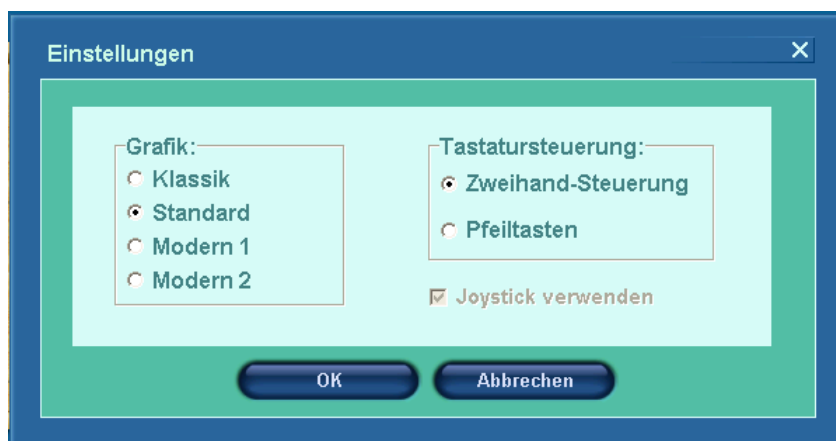 Einstellungen
Grafik:
Klassik
Standard
Modern 1
Modern 2
Tastatursteuerung:
Zweihand-Steuerung
Pfeiltasten
Joystick verwenden
OK
Abbrechen